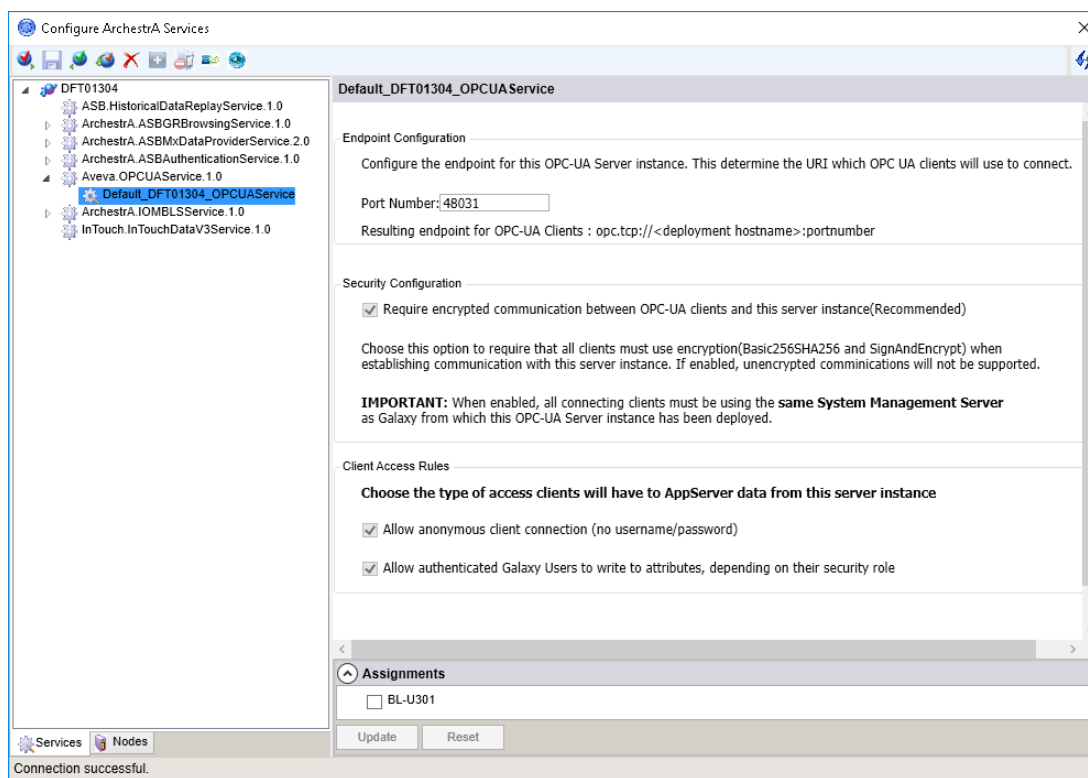 Configure ArchestrA Services
DFT01304
ASB.HistoricalDataReplayService.1.0
ArchestrA.ASBGRBrowsingService.1.0
ArchestrA.ASBMxDataProviderService.2.0
ArchestrA.ASBAuthenticationService.1.0
Aveva.OPCUAService.1.0
Default_DFT01304_OPCUAService
ArchestrA.IOMBLSService.1.0
InTouch.InTouchDataV3Service.1.0
Services
Nodes
Default_DFT01304_OPCUAService
Endpoint Configuration
Configure the endpoint for this OPC-UA Server instance. This determine the URI which OPC UA clients will use to connect.
Port Number: 48031
Resulting endpoint for OPC-UA Clients : opc.tcp://<deployment hostname>:portnumber
Security Configuration
Require encrypted communication between OPC-UA clients and this server instance(Recommended)
Choose this option to require that all clients must use encryption(Basic256SHA256 and SignAndEncrypt) when
establishing communication with this server instance. If enabled, unencrypted comminications will not be supported.
IMPORTANT: When enabled, all connecting clients must be using the same System Management Server
as Galaxy from which this OPC-UA Server instance has been deployed.
Client Access Rules
Choose the type of access clients will have to AppServer data from this server instance
Allow anonymous client connection (no username/password)
Allow authenticated Galaxy Users to write to attributes, depending on their security role
Assignments
BL-U301
Update
Reset
Connection successful.